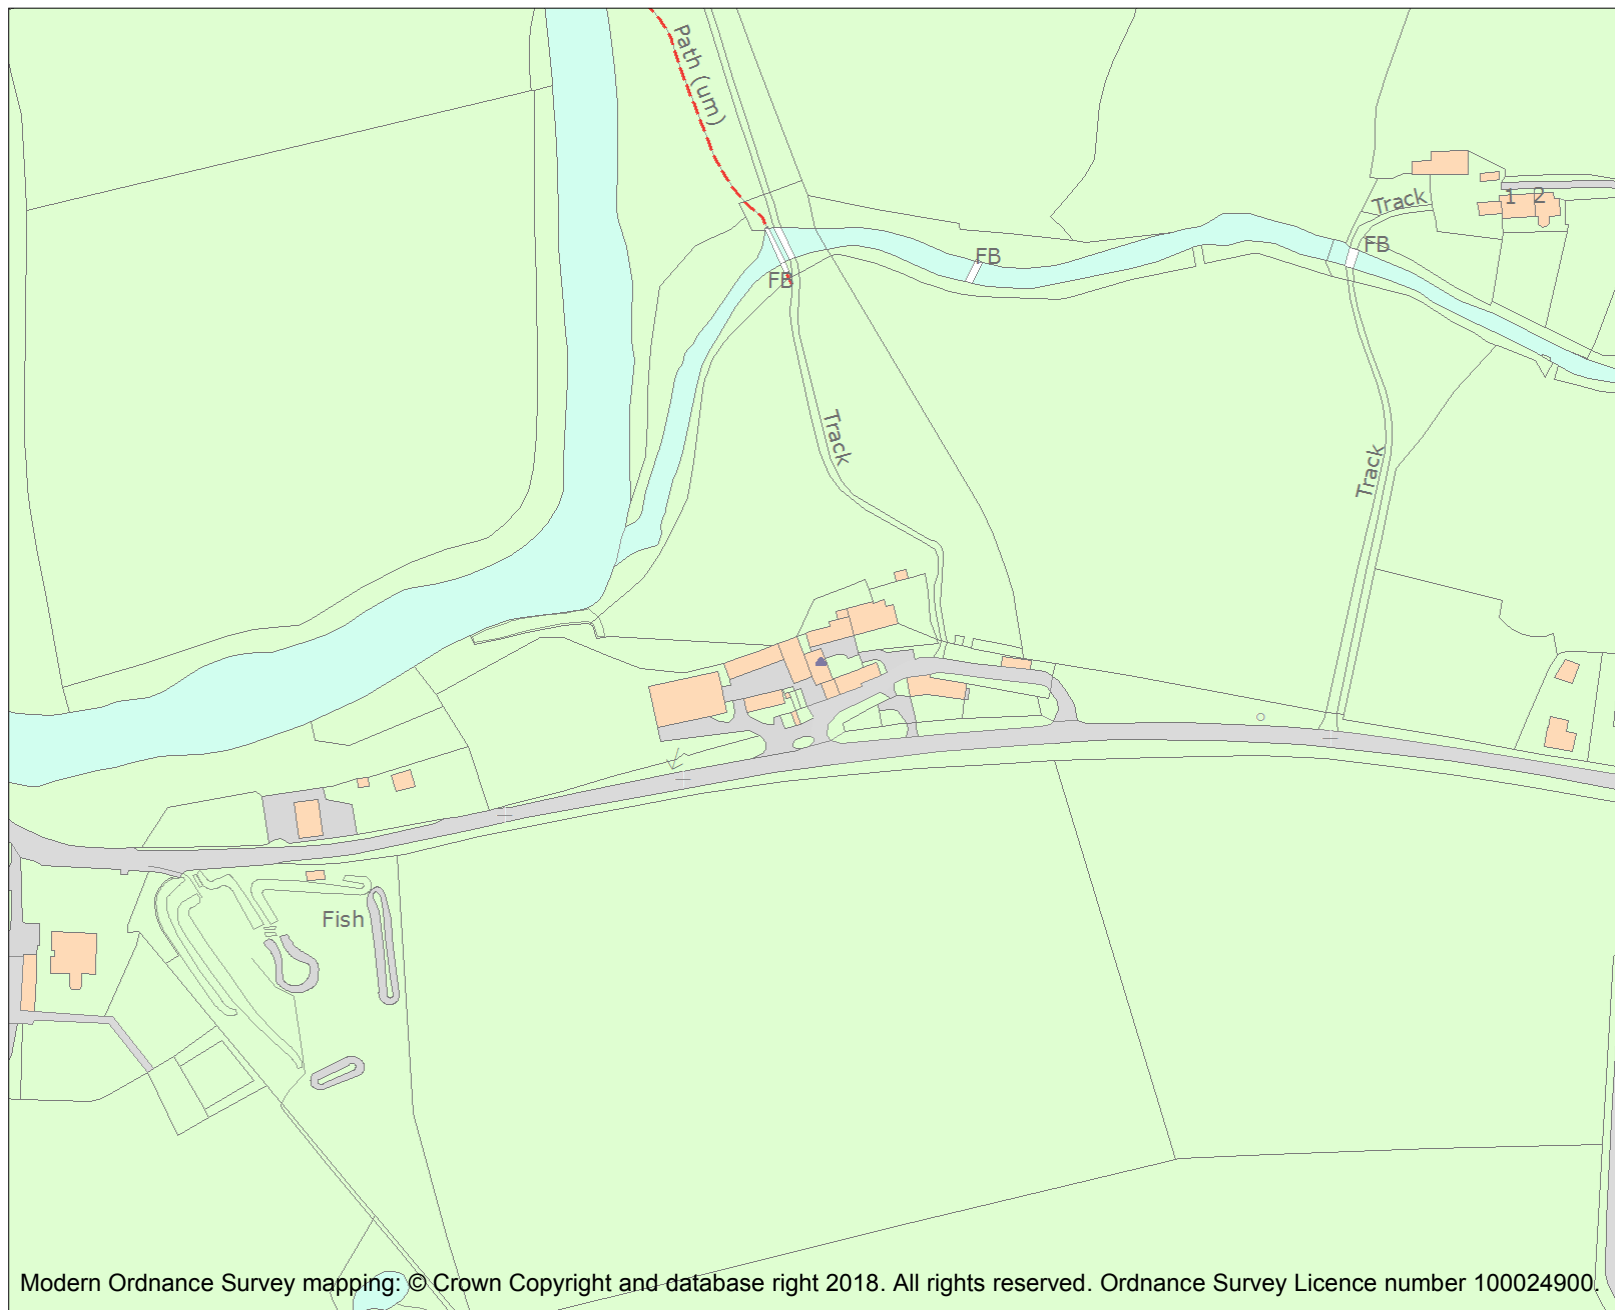 Path (um)
1 2
Track
FB
FB
FB
Track
Track
Fish
Modern Ordnance Survey mapping: © Crown Copyright and database right 2018. All rights reserved. Ordnance Survey Licence number 100024900.